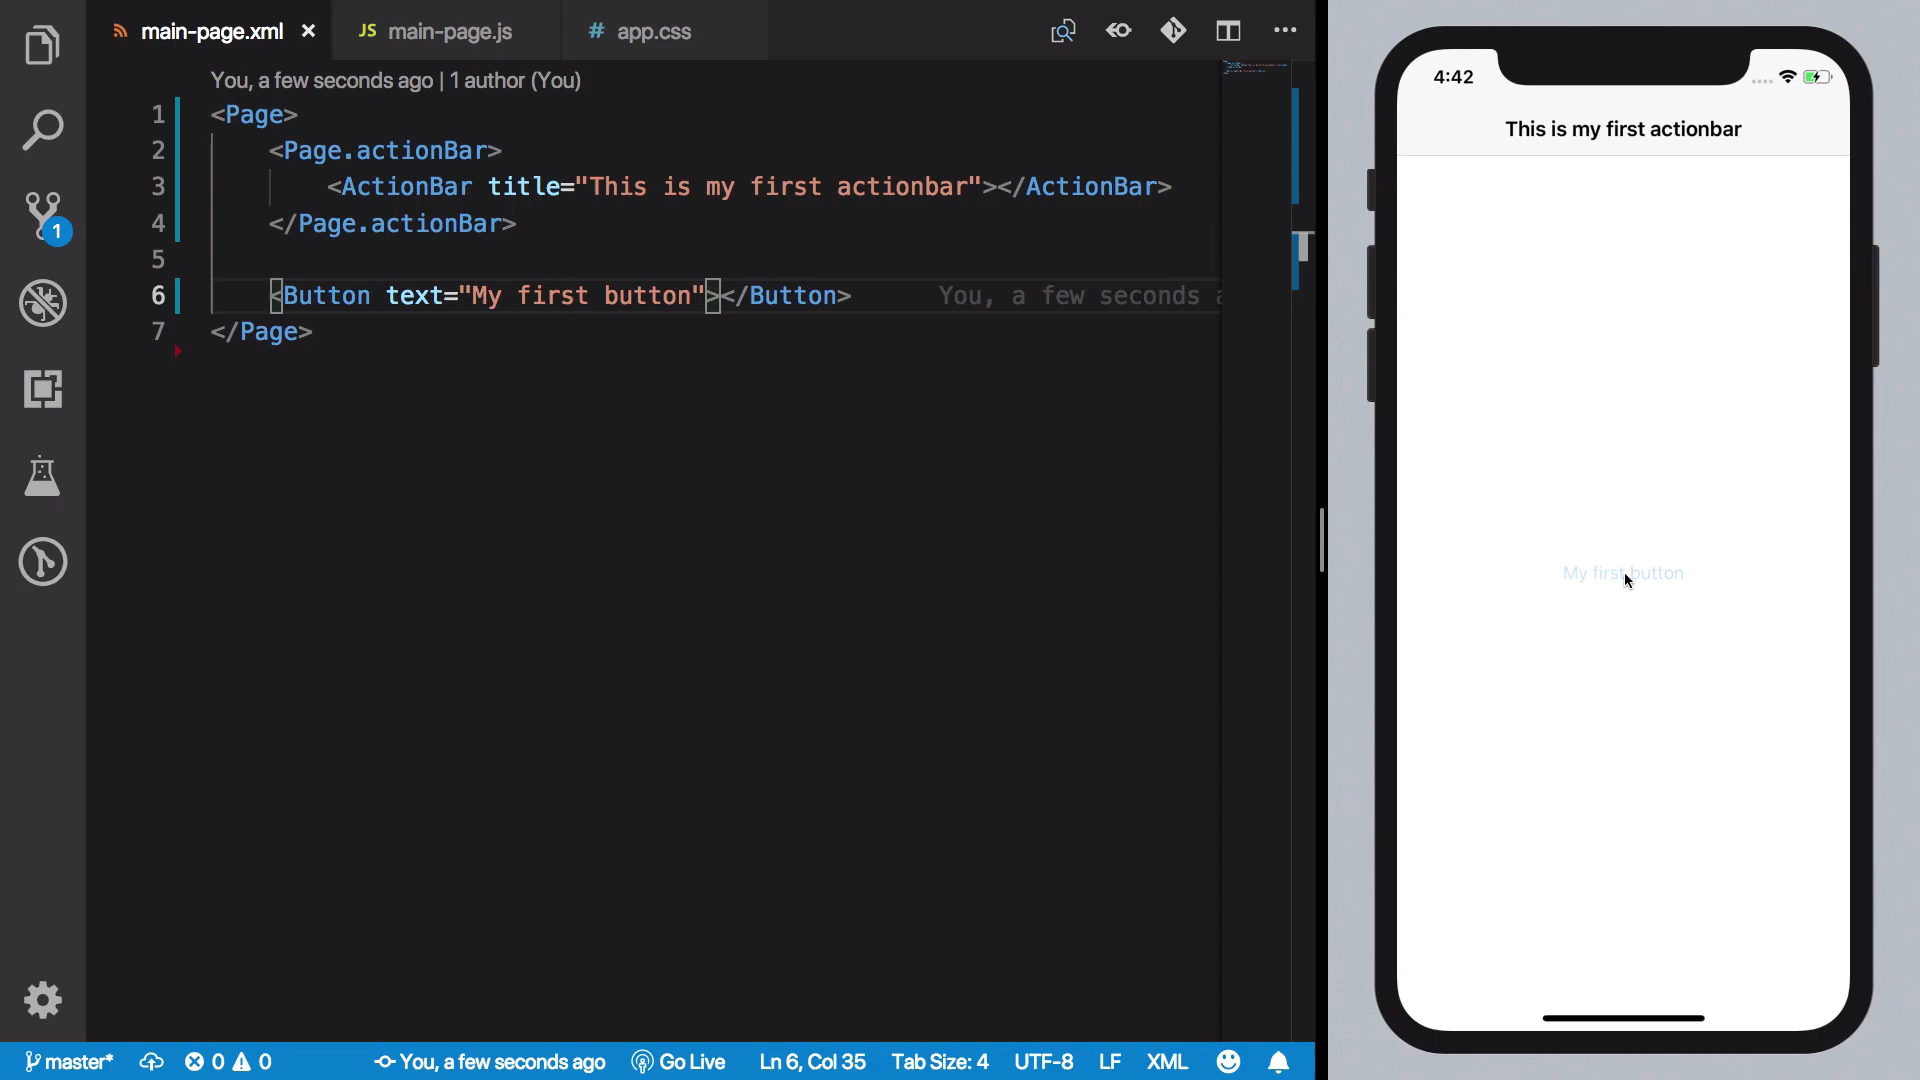 main-page.xml
JS main-page.js
# app.css
You, a few seconds ago | 1 author (You)
1 <Page>
2 <Page.actionBar>
3 <ActionBar title="This is my first actionbar"></ActionBar>
4 </Page.actionBar>
5
6 <Button text="My first button"></Button> You, a few seconds a
7 </Page>
1
master*
0 0
You, a few seconds ago
Go Live
Ln 6, Col 35
Tab Size: 4
UTF-8
LF
XML
4:42
This is my first actionbar
My first button